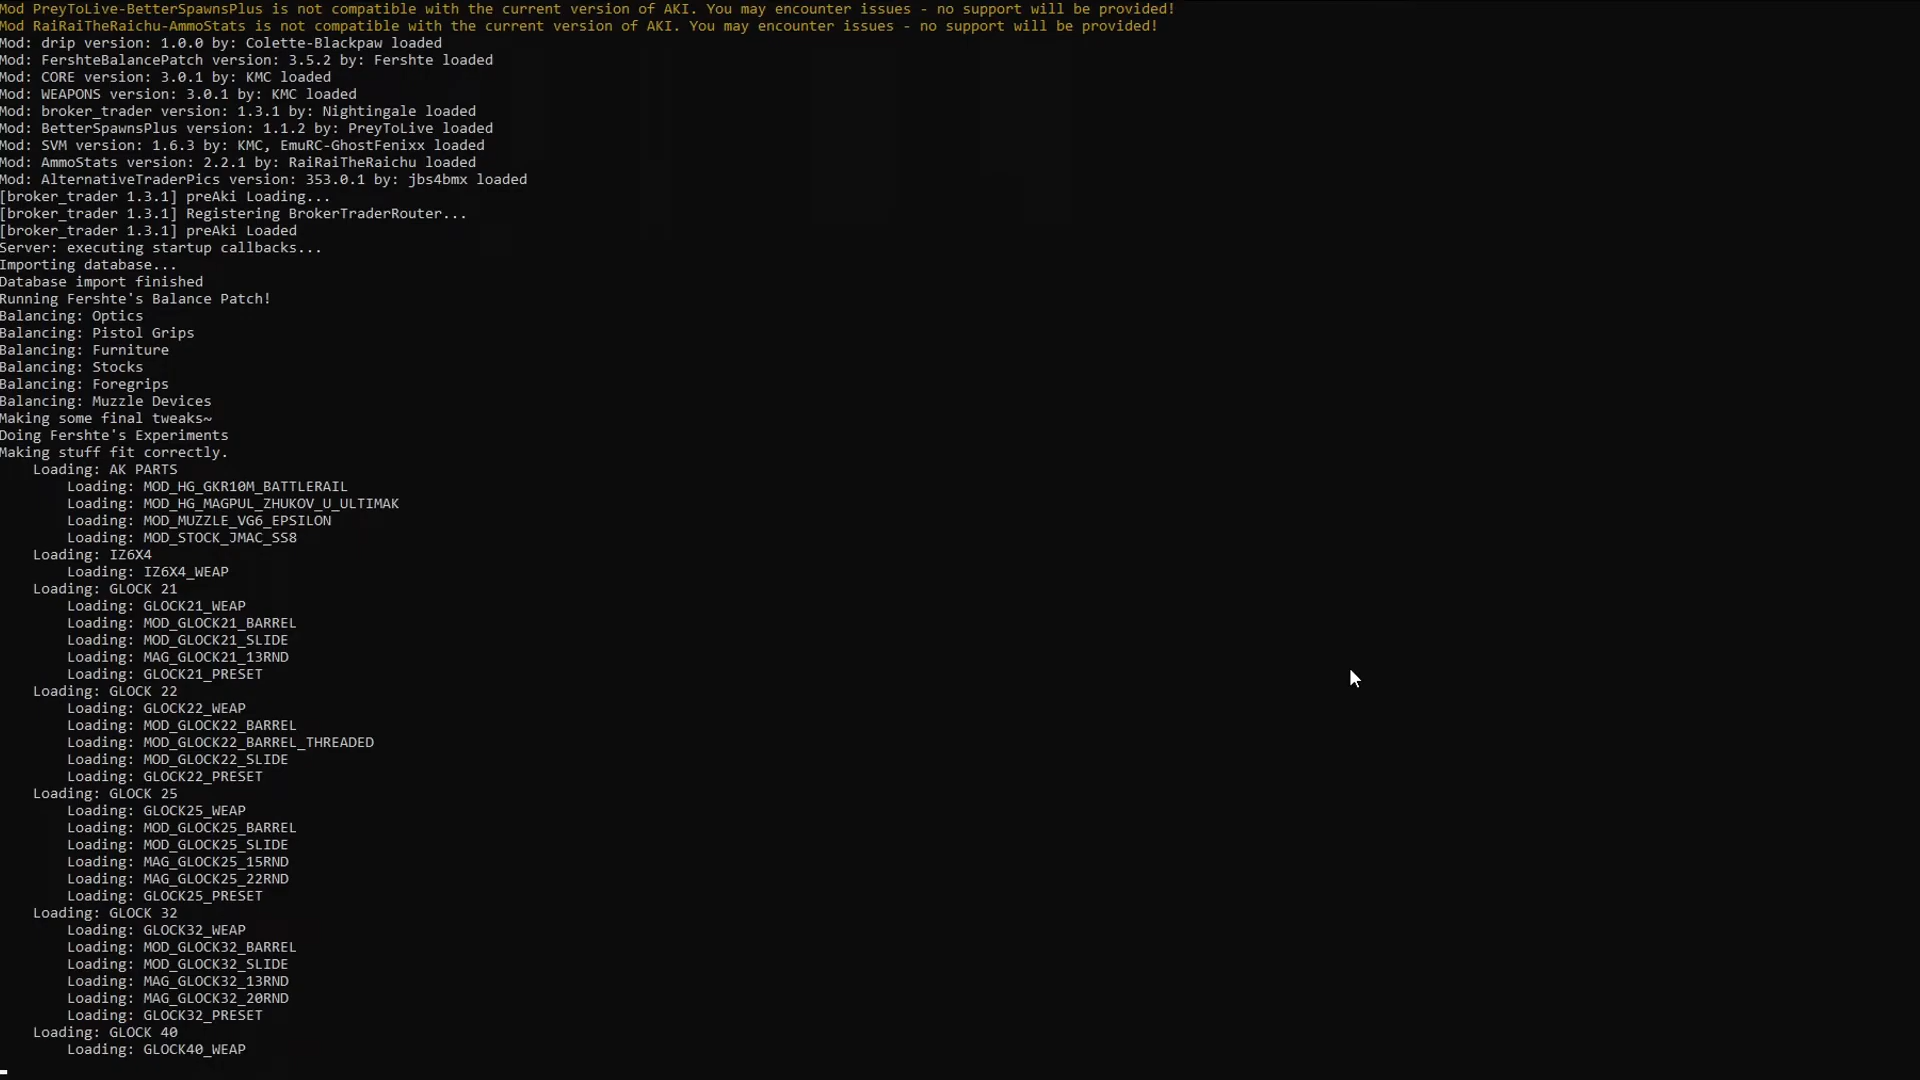 Mod PreyToLive-BetterSpawnsPlus is not compatible with the current version of AKI. You may encounter issues - no support will be provided!
Mod RaiRaiTheRaichu-AmmoStats is not compatible with the current version of AKI. You may encounter issues - no support will be provided!
Mod: drip version: 1.0.0 by: Colette-Blackpaw loaded
Mod: FershteBalancePatch version: 3.5.2 by: Fershte loaded
Mod: CORE version: 3.0.1 by: KMC loaded
Mod: WEAPONS version: 3.0.1 by: KMC loaded
Mod: broker_trader version: 1.3.1 by: Nightingale loaded
Mod: BetterSpawnsPlus version: 1.1.2 by: PreyToLive loaded
Mod: SVM version: 1.6.3 by: KMC, EmuRC-GhostFenixx loaded
Mod: AmmoStats version: 2.2.1 by: RaiRaiTheRaichu loaded
Mod: AlternativeTraderPics version: 353.0.1 by: jbs4bmx loaded
[broker_trader 1.3.1] preAki Loading...
[broker_trader 1.3.1] Registering BrokerTraderRouter...
[broker_trader 1.3.1] preAki Loaded
Server: executing startup callbacks...
Importing database...
Database import finished
Running Fershte's Balance Patch!
Balancing: Optics
Balancing: Pistol Grips
Balancing: Furniture
Balancing: Stocks
Balancing: Foregrips
Balancing: Muzzle Devices
Making some final tweaks~
Doing Fershte's Experiments
Making stuff fit correctly.
Loading: AK PARTS
Loading: MOD_HG_GKR10M_BATTLERAIL
Loading: MOD_HG_MAGPUL_ZHUKOV_U_ULTIMAK
Loading: MOD_MUZZLE_VG6_EPSILON
Loading: MOD_STOCK_JMAC_SS8
Loading: IZ6X4
Loading: IZ6X4_WEAP
Loading: GLOCK 21
Loading: GLOCK21_WEAP
Loading: MOD_GLOCK21_BARREL
Loading: MOD_GLOCK21_SLIDE
Loading: MAG_GLOCK21_13RND
Loading: GLOCK21_PRESET
Loading: GLOCK 22
Loading: GLOCK22_WEAP
Loading: MOD_GLOCK22_BARREL
Loading: MOD_GLOCK22_BARREL_THREADED
Loading: MOD_GLOCK22_SLIDE
Loading: GLOCK22_PRESET
Loading: GLOCK 25
Loading: GLOCK25_WEAP
Loading: MOD_GLOCK25_BARREL
Loading: MOD_GLOCK25_SLIDE
Loading: MAG_GLOCK25_15RND
Loading: MAG_GLOCK25_22RND
Loading: GLOCK25_PRESET
Loading: GLOCK 32
Loading: GLOCK32_WEAP
Loading: MOD_GLOCK32_BARREL
Loading: MOD_GLOCK32_SLIDE
Loading: MAG_GLOCK32_13RND
Loading: MAG_GLOCK32_20RND
Loading: GLOCK32_PRESET
Loading: GLOCK 40
Loading: GLOCK40_WEAP